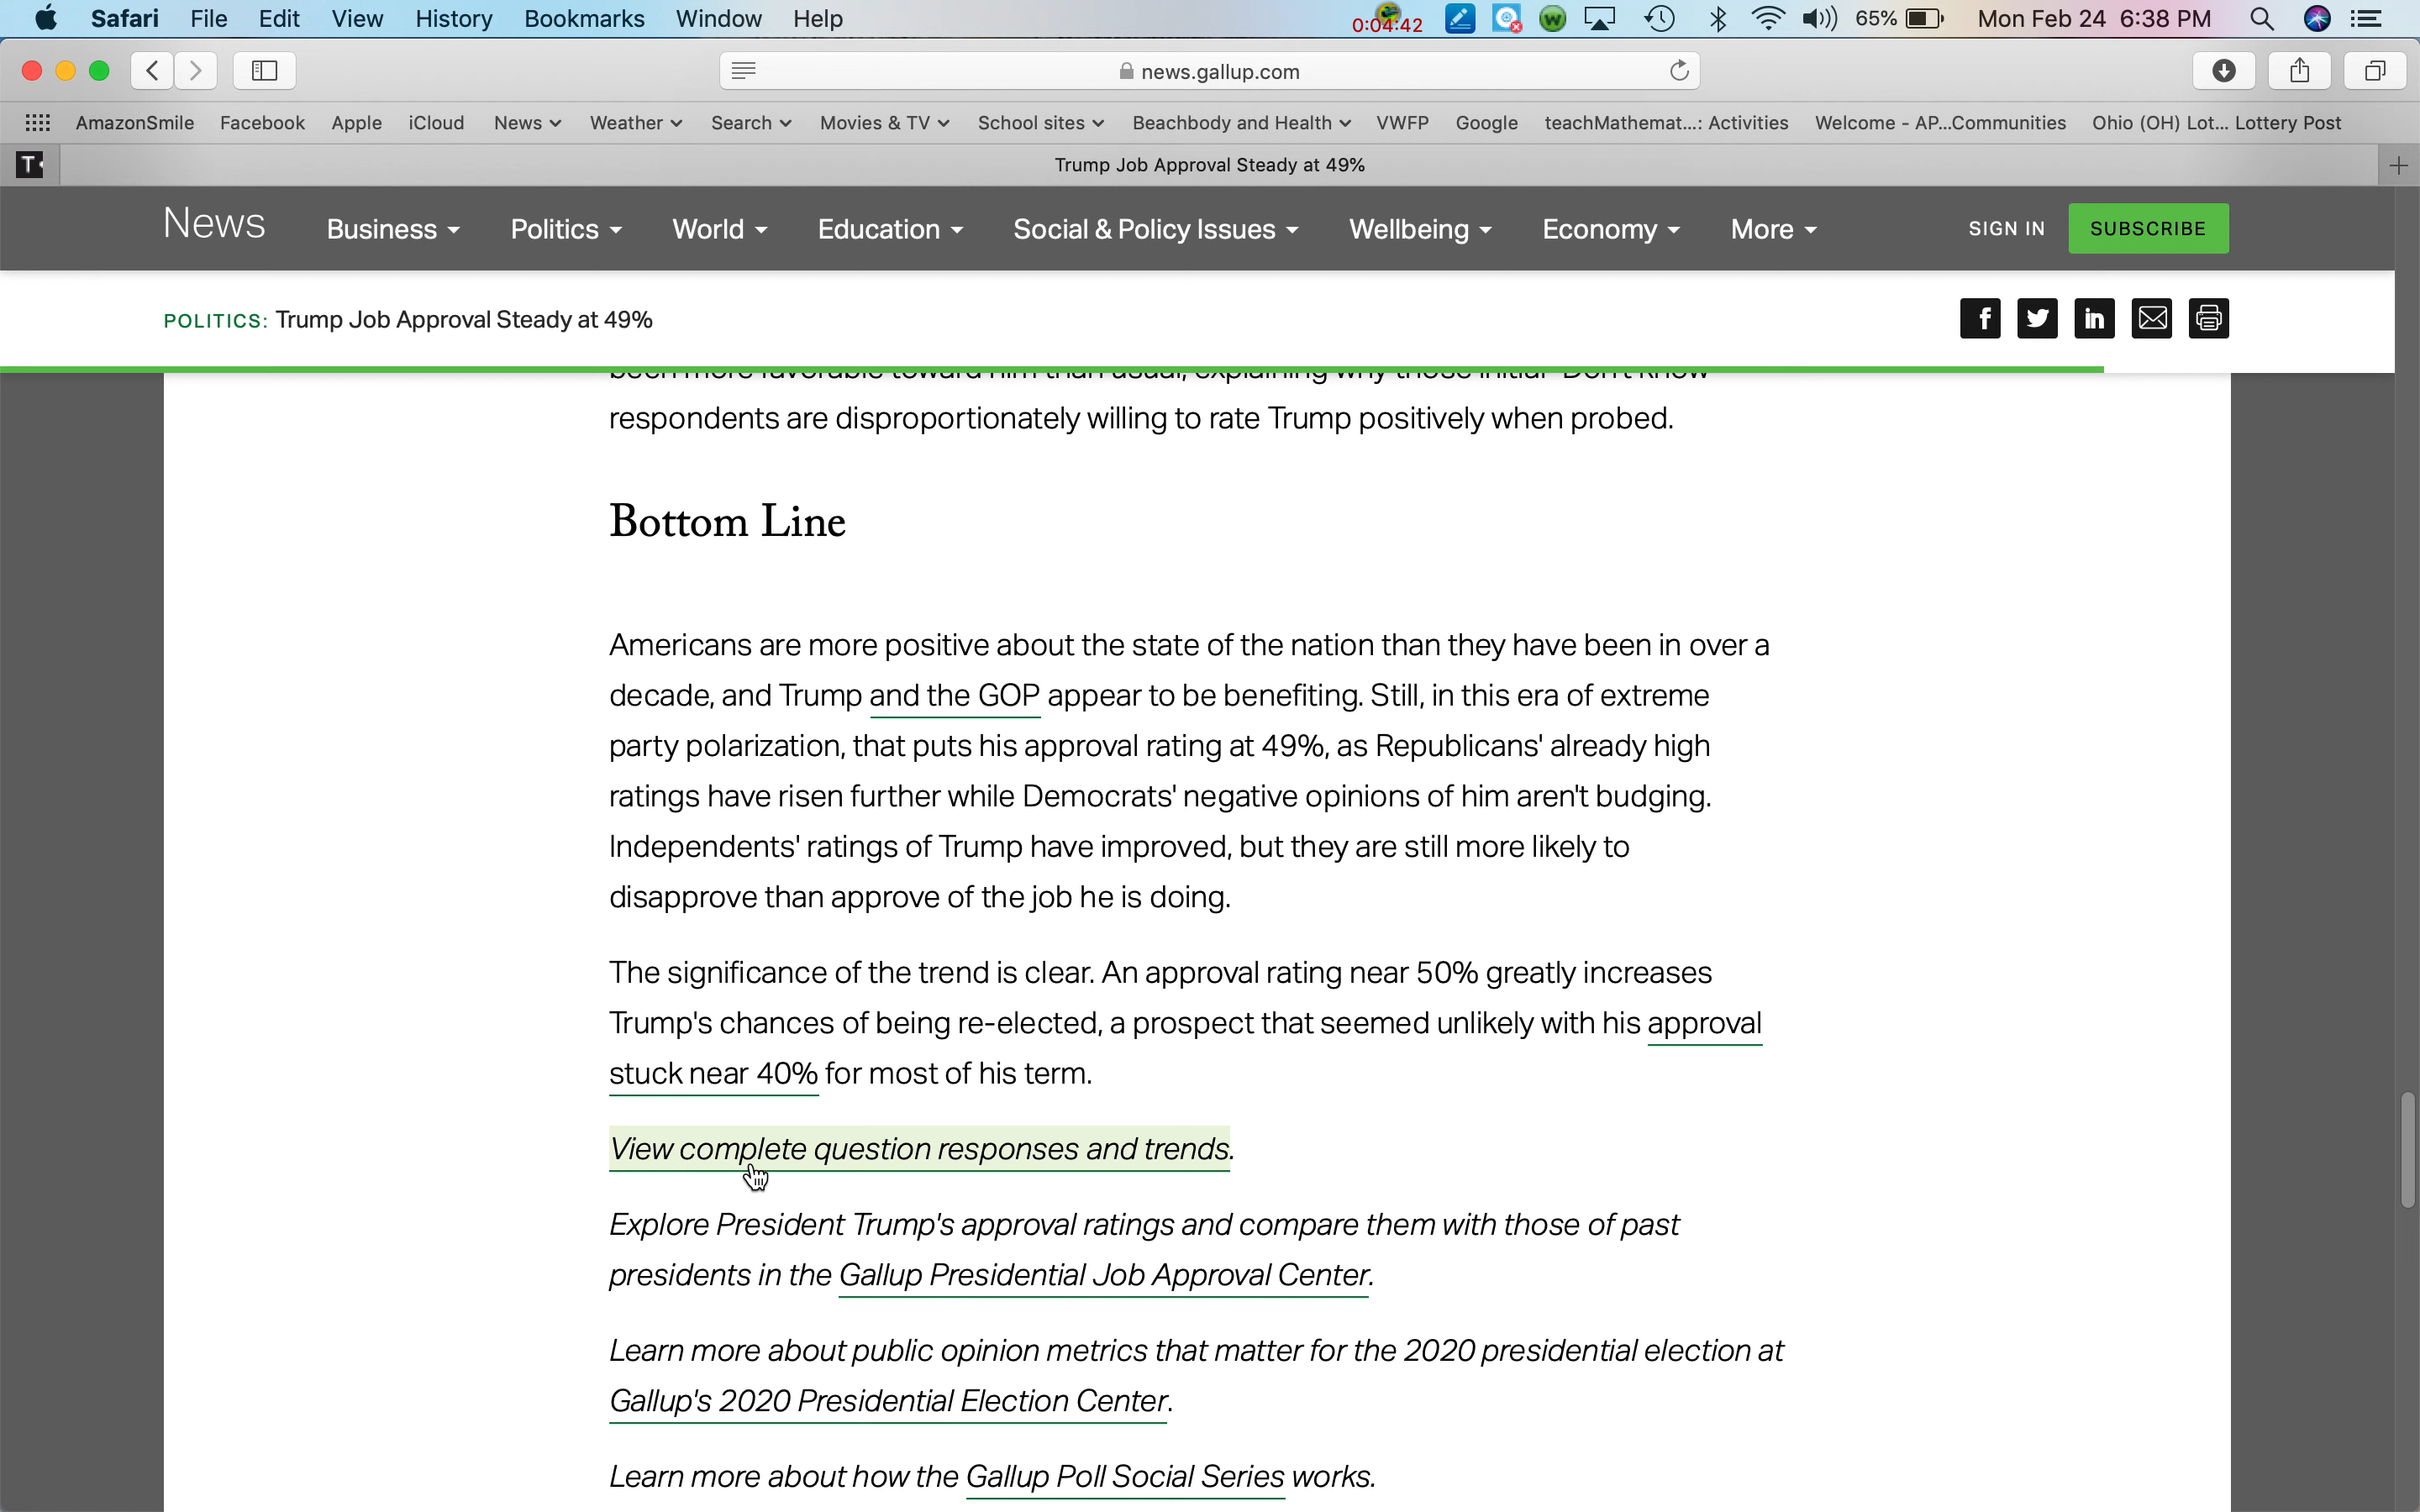 Safari File Edit View History Bookmarks Window Help 0:04:42 65% Mon Feb 24 6:38 PM
news.gallup.com
AmazonSmile Facebook Apple iCloud News Weather Search Movies & TV School sites Beachbody and Health VWFP Google teachMathemat...: Activities Welcome - AP...Communities Ohio (OH) Lot... Lottery Post
T Trump Job Approval Steady at 49%
News Business Politics World Education Social & Policy Issues Wellbeing Economy More SIGN IN SUBSCRIBE
POLITICS: Trump Job Approval Steady at 49%
been more favorable toward him than usual, explaining why those initial "Don't know"
respondents are disproportionately willing to rate Trump positively when probed.
Bottom Line
Americans are more positive about the state of the nation than they have been in over a
decade, and Trump and the GOP appear to be benefiting. Still, in this era of extreme
party polarization, that puts his approval rating at 49%, as Republicans' already high
ratings have risen further while Democrats' negative opinions of him aren't budging.
Independents' ratings of Trump have improved, but they are still more likely to
disapprove than approve of the job he is doing.
The significance of the trend is clear. An approval rating near 50% greatly increases
Trump's chances of being re-elected, a prospect that seemed unlikely with his approval
stuck near 40% for most of his term.
View complete question responses and trends.
Explore President Trump's approval ratings and compare them with those of past
presidents in the Gallup Presidential Job Approval Center.
Learn more about public opinion metrics that matter for the 2020 presidential election at
Gallup's 2020 Presidential Election Center.
Learn more about how the Gallup Poll Social Series works.